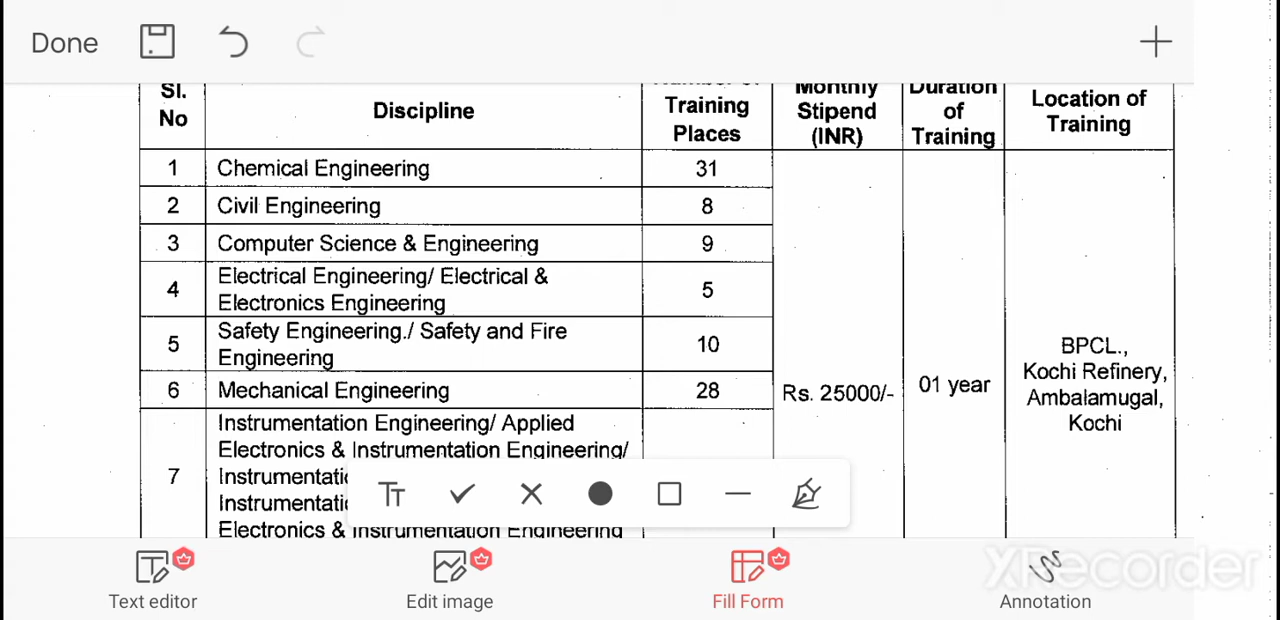 Done
Sl.
No
Discipline
Training
Places
Monthly
Stipend
(INR)
Duration
of
Training
Location of
Training
1 Chemical Engineering 31
2 Civil Engineering 8
3 Computer Science & Engineering 9
4 Electrical Engineering/ Electrical &
Electronics Engineering 5
5 Safety Engineering./ Safety and Fire
Engineering 10
6 Mechanical Engineering 28
Rs. 25000/-
01 year
BPCL.,
Kochi Refinery,
Ambalamugal,
Kochi
7 Instrumentation Engineering/ Applied
Electronics & Instrumentation Engineering/
Electronics & Instrumentation Engineering
Text editor
Edit image
Fill Form
Annotation
XRecorder